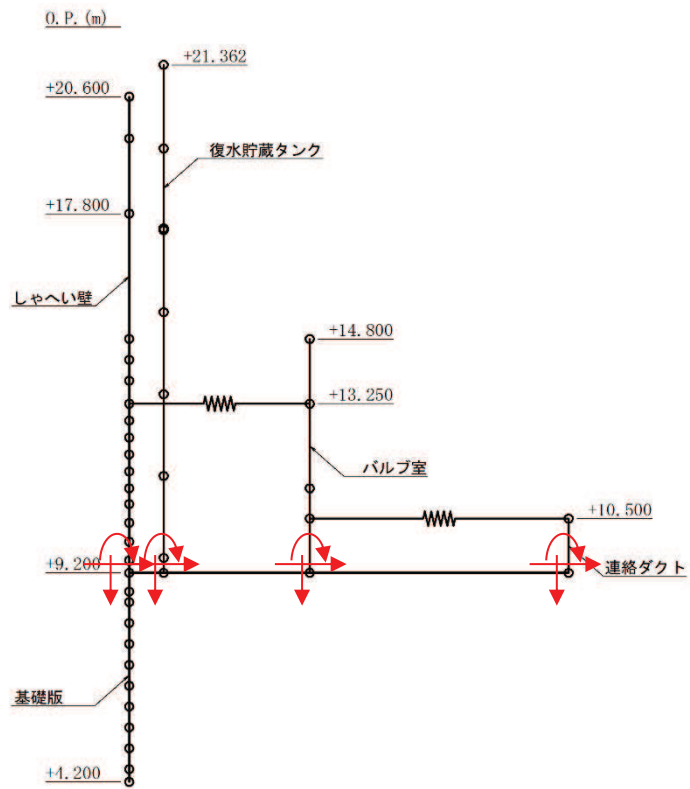 O.P.(m)
+21.362
+20.600
復水貯蔵タンク
+17.800
しゃへい壁
+14.800
+13.250
バルブ室
+10.500
+9.200
連絡ダクト
基礎版
+4.200